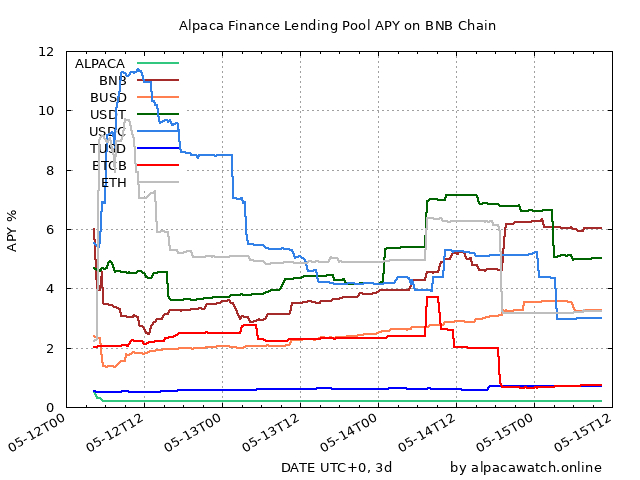 Alpaca Finance Lending Pool APY on BNB Chain
12
10
8
6
4
2
0
APY %
ALPACA
BNB
BUSD
USDT
USDC
TUSD
BTCB
ETH
05-12T00
05-12T12
05-13T00
05-13T12
05-14T00
05-14T12
05-15T00
05-15T12
DATE UTC+0, 3d
by alpacawatch.online